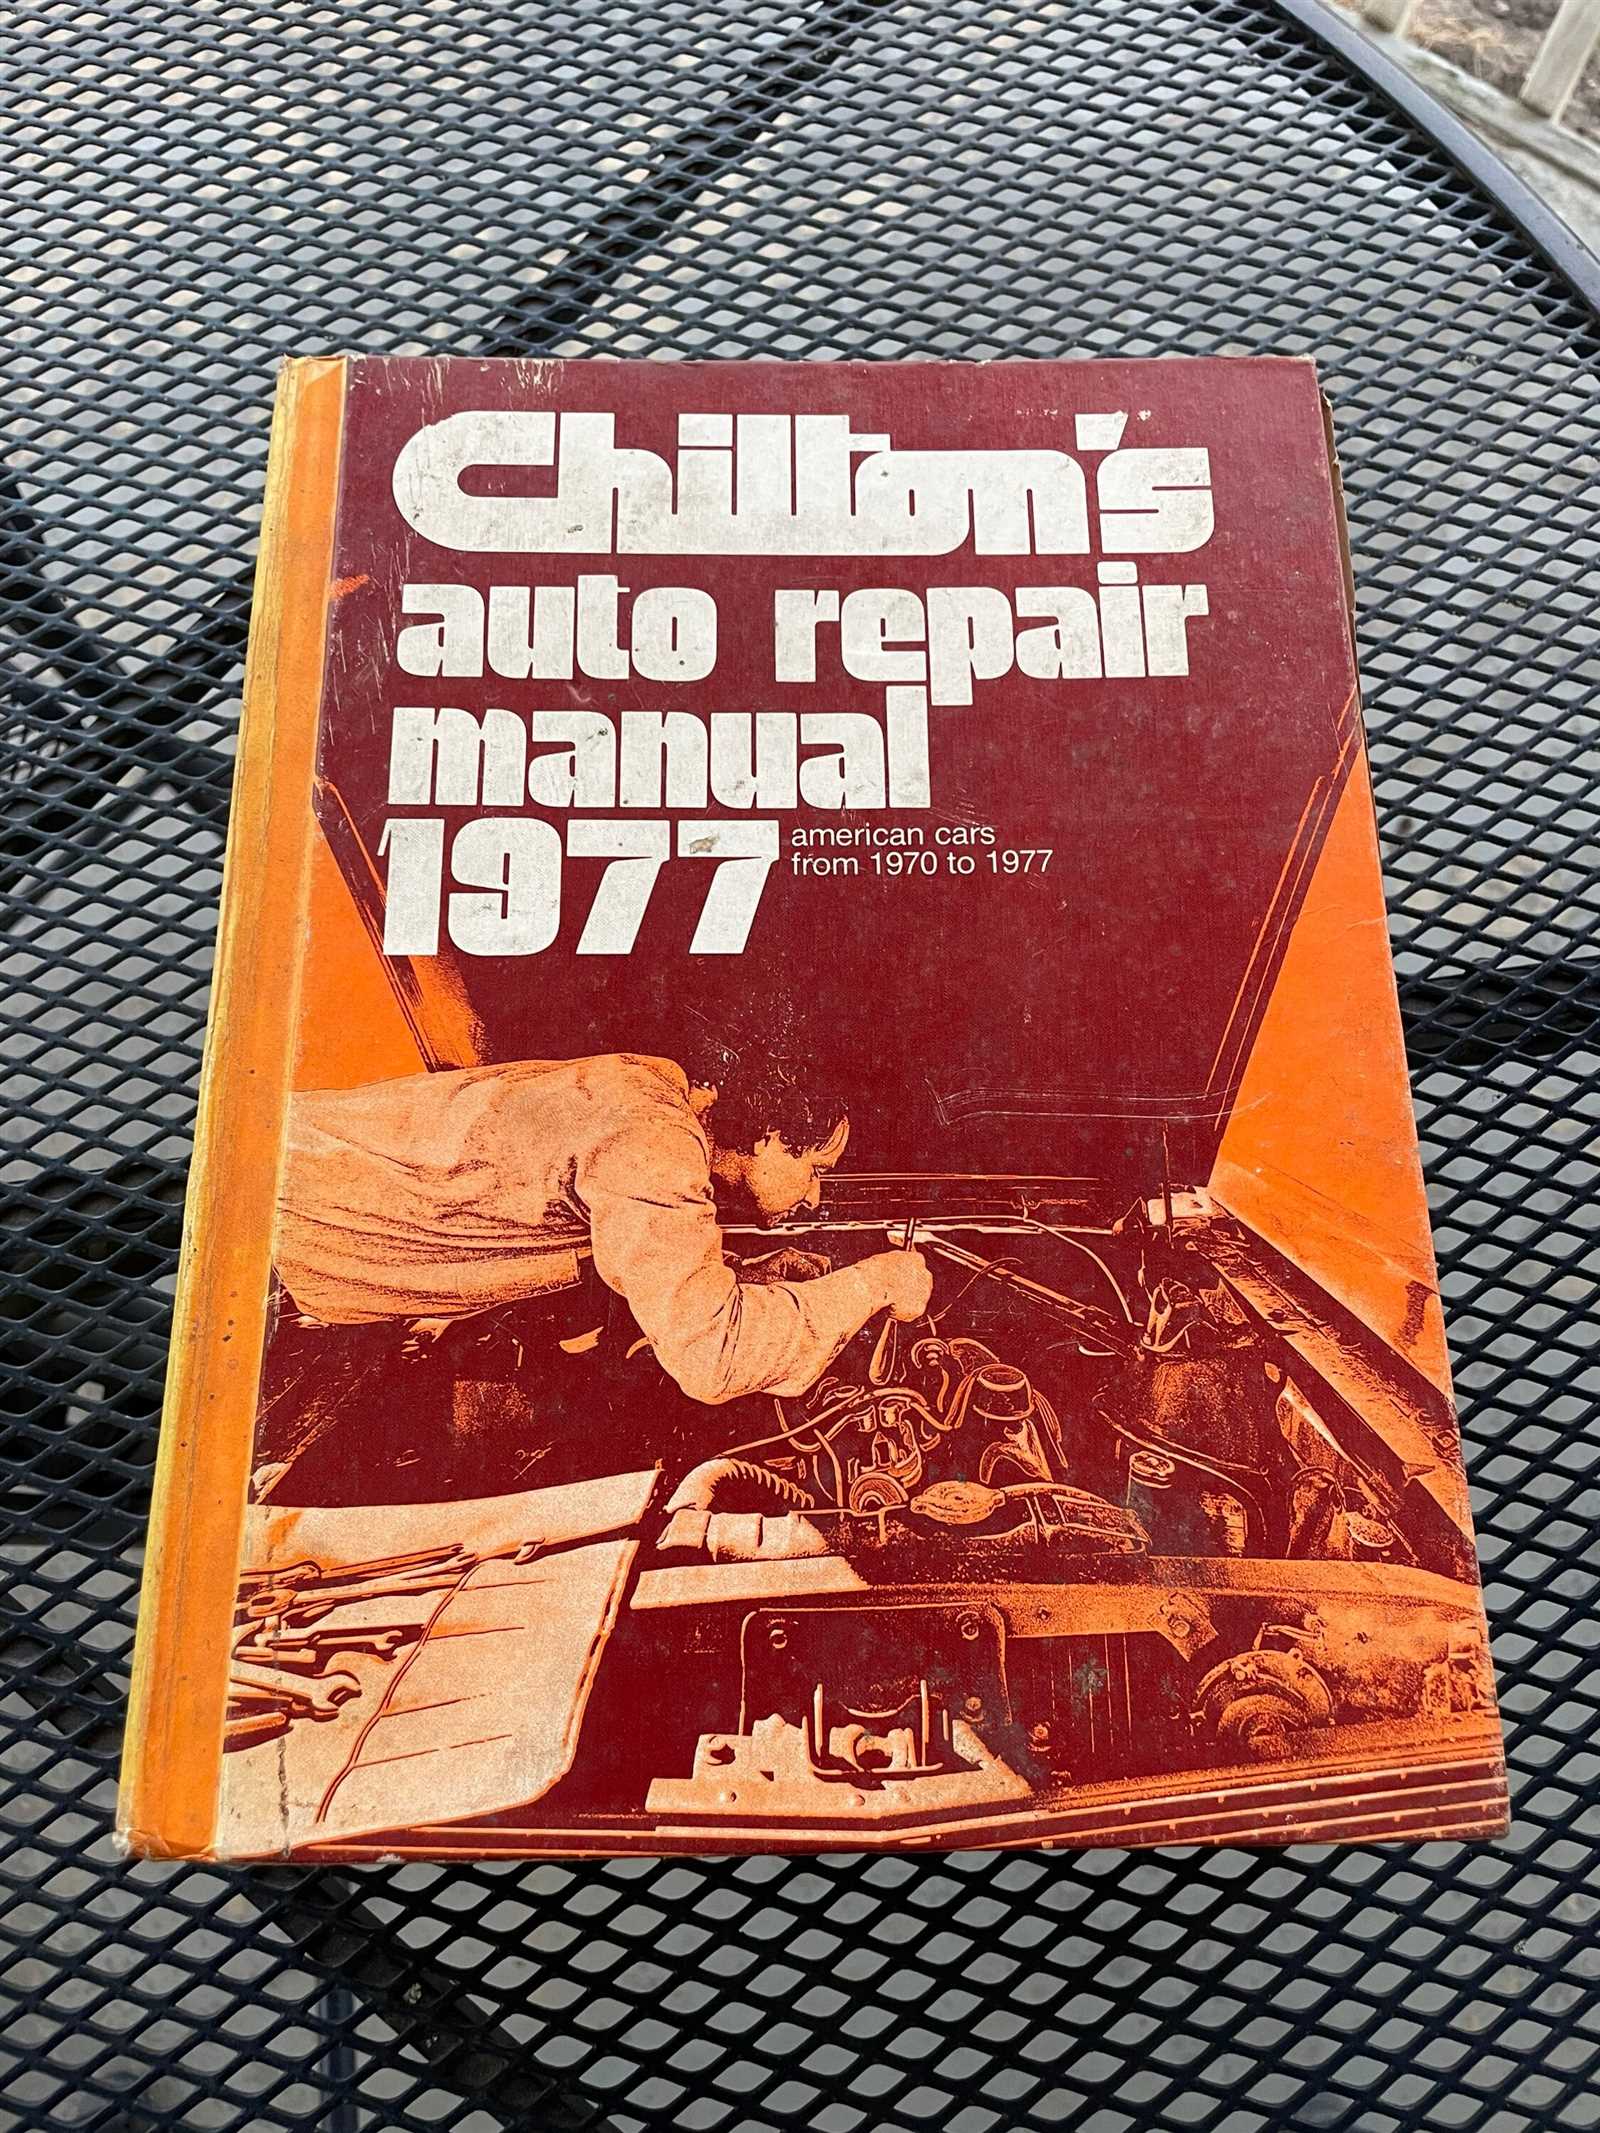 Chilton's
auto repair
manual
1977
american cars
from 1970 to 1977